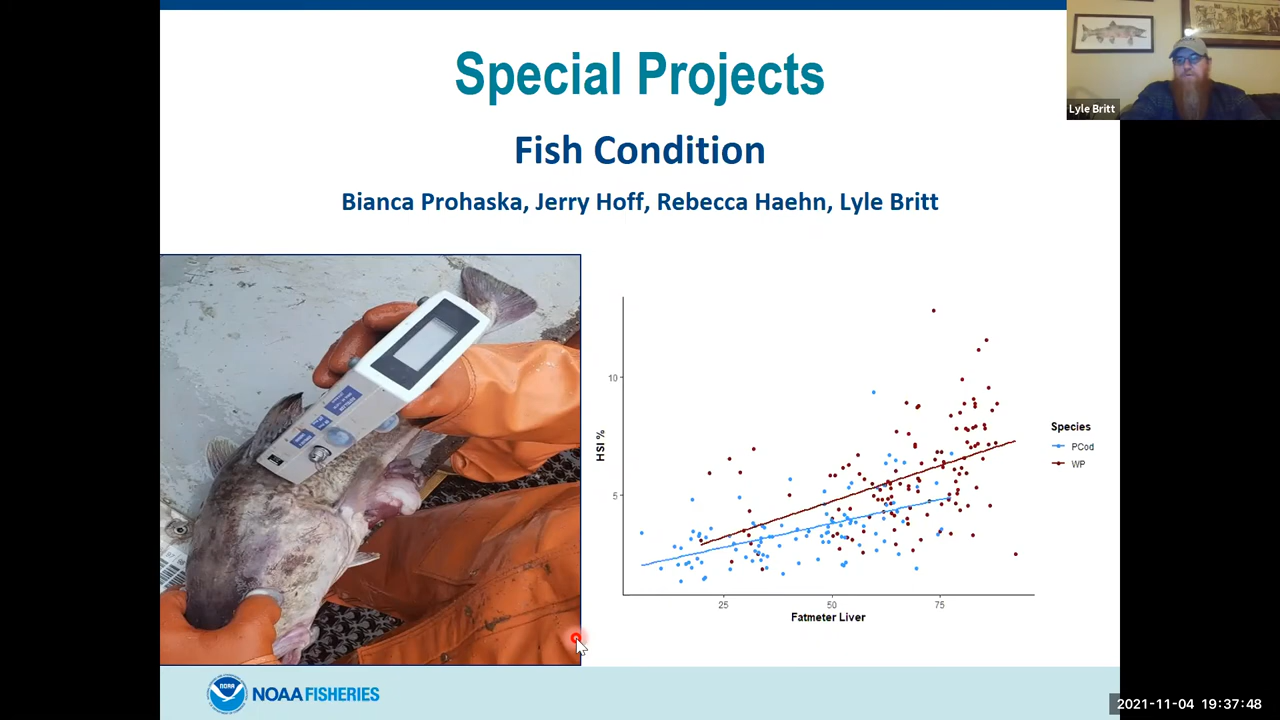 Special Projects
Fish Condition
Bianca Prohaska, Jerry Hoff, Rebecca Haehn, Lyle Britt
Lyle Britt
10
5
HSI %
25
50
75
Fatmeter Liver
Species
PCod
WP
NOAA
NOAA FISHERIES
2021-11-04 19:37:48